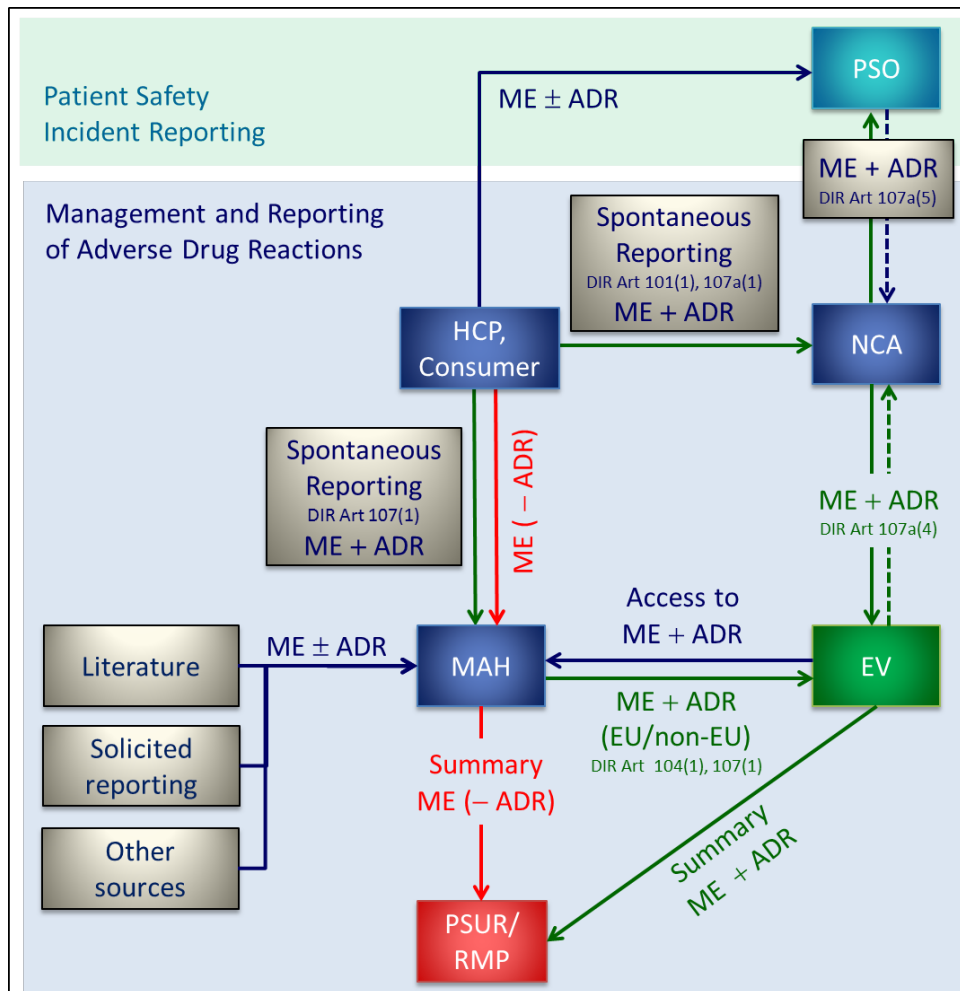 PSO
ME ± ADR
Patient Safety
Incident Reporting
ME + ADR
DIR Art 107a(5)
Management and Reporting
of Adverse Drug Reactions
Spontaneous
Reporting
DIR Art 101(1), 107a(1)
ME + ADR
HCP,
Consumer
NCA
Spontaneous
Reporting
DIR Art 107(1)
ME + ADR
ME ( − ADR)
ME + ADR
DIR Art 107a(4)
Access to
ME + ADR
Literature
ME ± ADR
MAH
EV
ME + ADR
(EU/non-EU)
DIR Art 104(1), 107(1)
Solicited
reporting
Summary
ME (− ADR)
Other
sources
Summary
ME + ADR
PSUR/
RMP